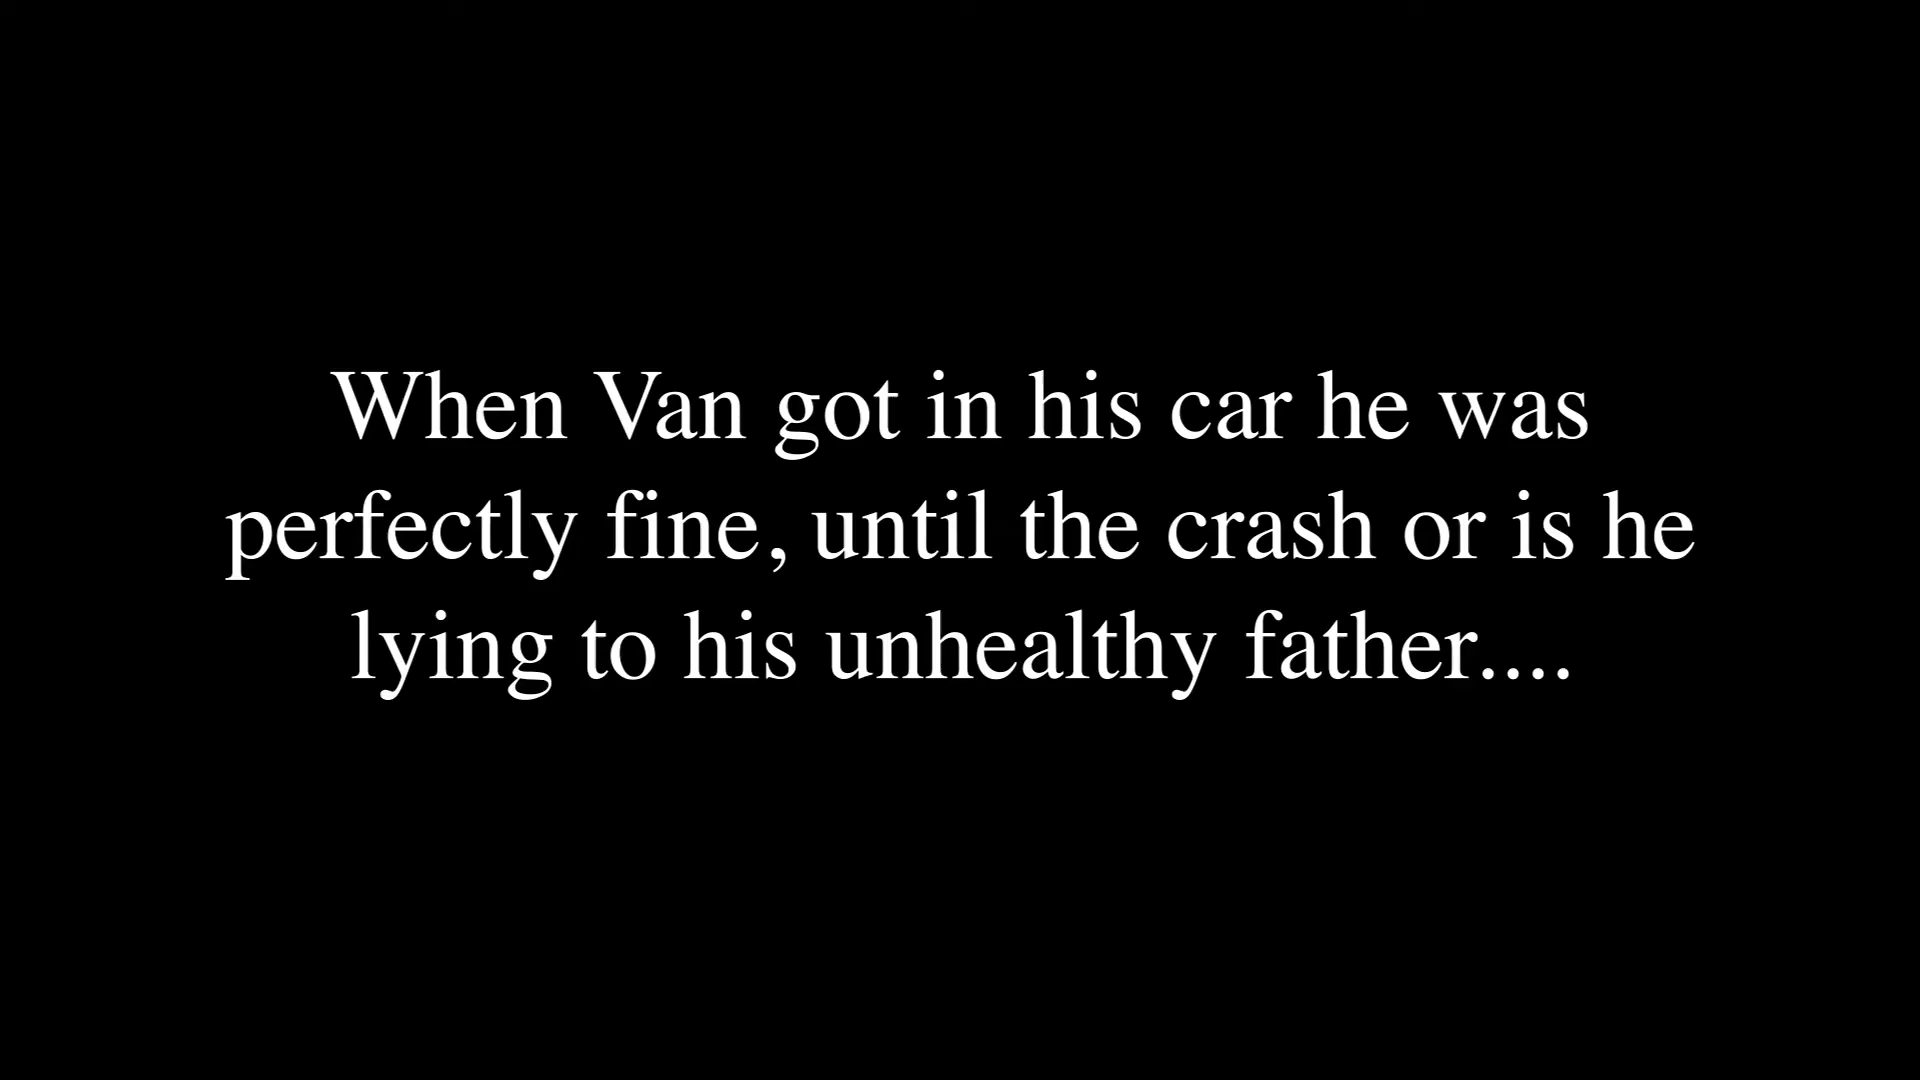 When Van got in his car he was
perfectly fine, until the crash or is he
lying to his unhealthy father....